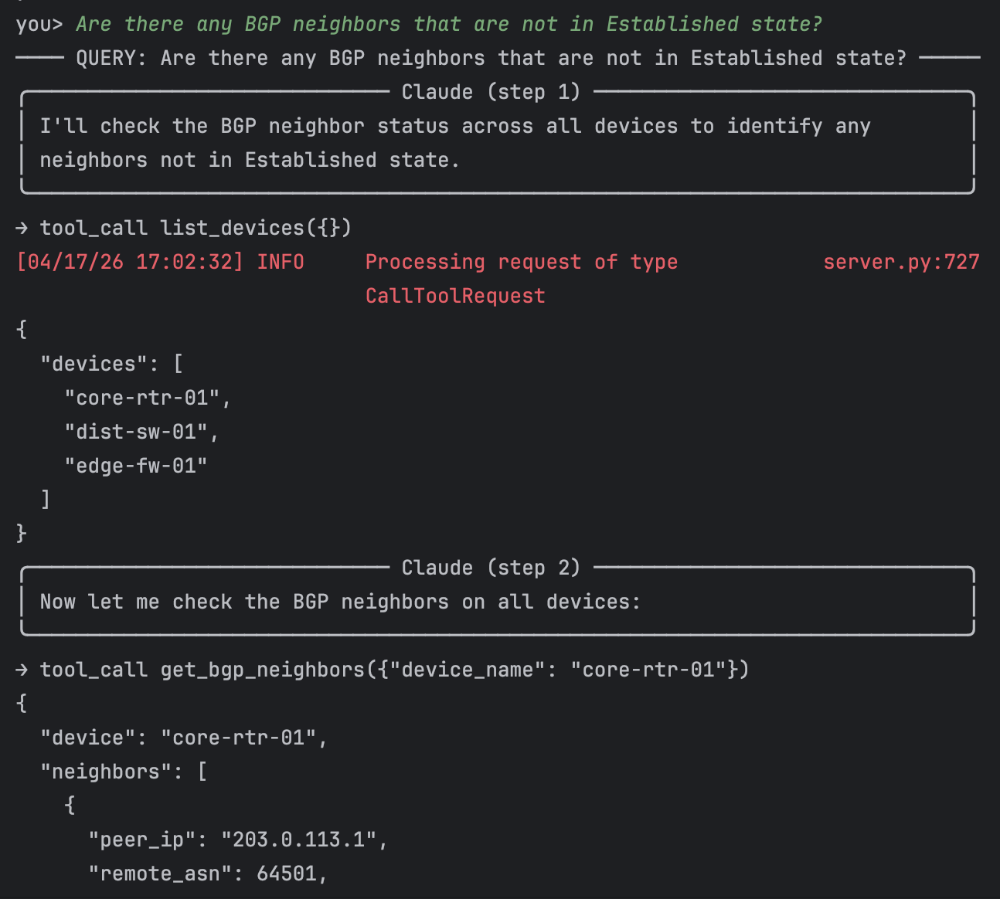 you> Are there any BGP neighbors that are not in Established state?
QUERY: Are there any BGP neighbors that are not in Established state?
Claude (step 1)
I'll check the BGP neighbor status across all devices to identify any
neighbors not in Established state.
→ tool_call list_devices({})
[04/17/26 17:02:32] INFO Processing request of type server.py:727
CallToolRequest
{
"devices": [
"core-rtr-01",
"dist-sw-01",
"edge-fw-01"
]
}
Claude (step 2)
Now let me check the BGP neighbors on all devices:
→ tool_call get_bgp_neighbors({"device_name": "core-rtr-01"})
{
"device": "core-rtr-01",
"neighbors": [
{
"peer_ip": "203.0.113.1",
"remote_asn": 64501,